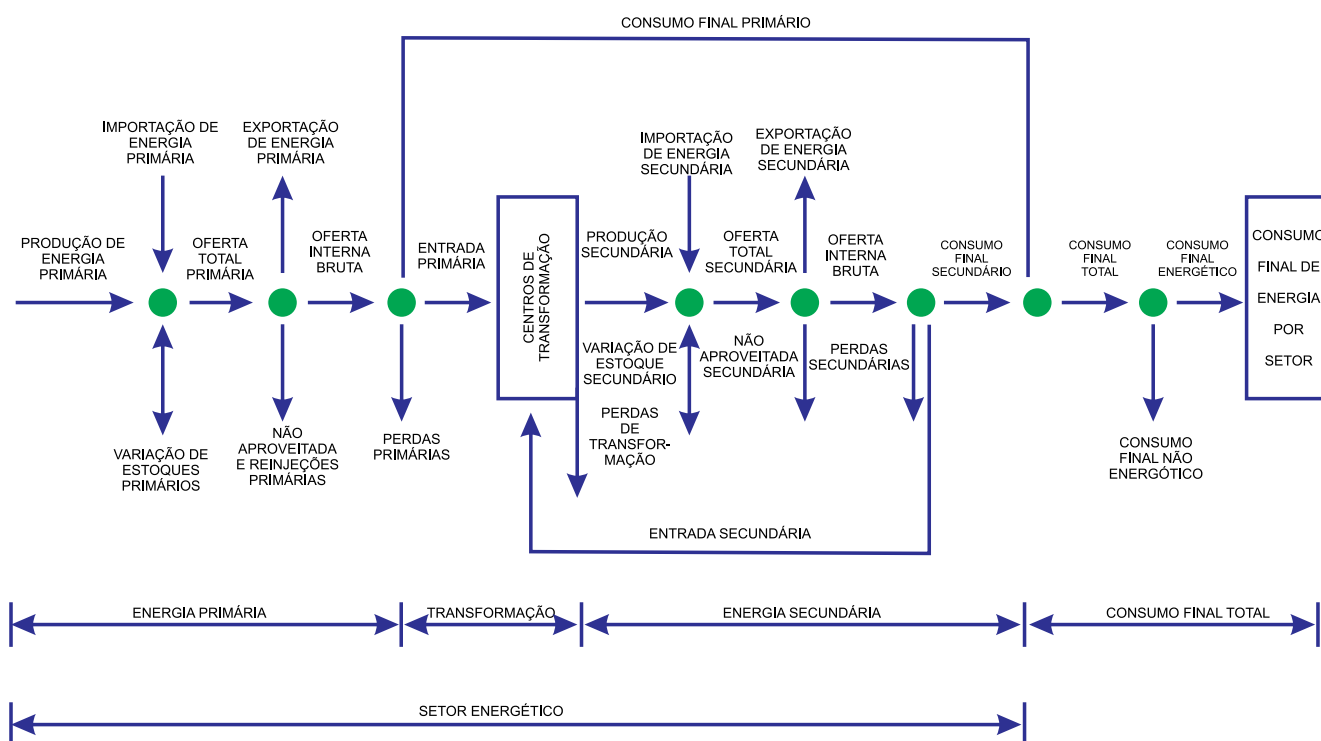 CONSUMO FINAL PRIMÁRIO
IMPORTAÇÃO DE
ENERGIA
PRIMÁRIA
EXPORTAÇÃO
DE ENERGIA
PRIMÁRIA
IMPORTAÇÃO
DE ENERGIA
SECUNDÁRIA
EXPORTAÇÃO
DE ENERGIA
SECUNDÁRIA
PRODUÇÃO DE
ENERGIA
PRIMÁRIA
OFERTA
TOTAL
PRIMÁRIA
OFERTA
INTERNA
BRUTA
ENTRADA
PRIMÁRIA
CENTROS DE
TRANSFORMAÇÃO
PRODUÇÃO
SECUNDÁRIA
OFERTA
TOTAL
SECUNDÁRIA
OFERTA
INTERNA
BRUTA
CONSUMO
FINAL
SECUNDÁRIO
CONSUMO
FINAL
TOTAL
CONSUMO
FINAL
ENERGÉTICO
CONSUMO
FINAL DE
ENERGIA
POR
SETOR
VARIAÇÃO DE
ESTOQUES
PRIMÁRIOS
NÃO
APROVEITADA
E REINJEÇÕES
PRIMÁRIAS
PERDAS
PRIMÁRIAS
VARIAÇÃO DE
ESTOQUE
SECUNDÁRIO
PERDAS
DE
TRANSFOR-
MAÇÃO
NÃO
APROVEITADA
SECUNDÁRIA
PERDAS
SECUNDÁRIAS
CONSUMO
FINAL NÃO
ENERGÓTICO
ENTRADA SECUNDÁRIA
ENERGIA PRIMÁRIA
TRANSFORMAÇÃO
ENERGIA SECUNDÁRIA
CONSUMO FINAL TOTAL
SETOR ENERGÉTICO